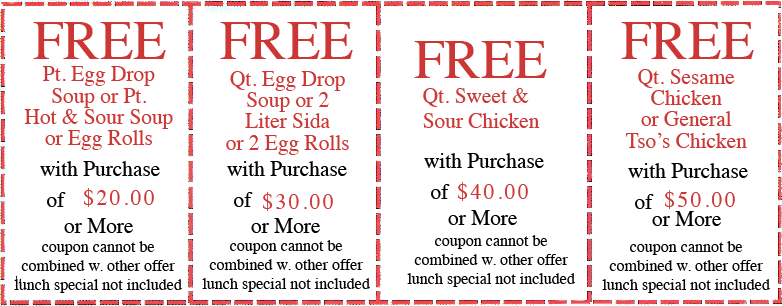 FREE
Pt. Egg Drop
Soup or Pt.
Hot & Sour Soup
or Egg Rolls
with Purchase
of $20.00
or More
coupon cannot be
combined w. other offer
lunch special not included
FREE
Qt. Egg Drop
Soup or 2
Liter Sida
or 2 Egg Rolls
with Purchase
of $30.00
or More
coupon cannot be
combined w. other offer
lunch special not included
FREE
Qt. Sweet &
Sour Chicken
with Purchase
of $40.00
or More
coupon cannot be
combined w. other offer
lunch special not included
FREE
Qt. Sesame
Chicken
or General
Tso's Chicken
with Purchase
of $50.00
or More
coupon cannot be
combined w. other offer
lunch special not included